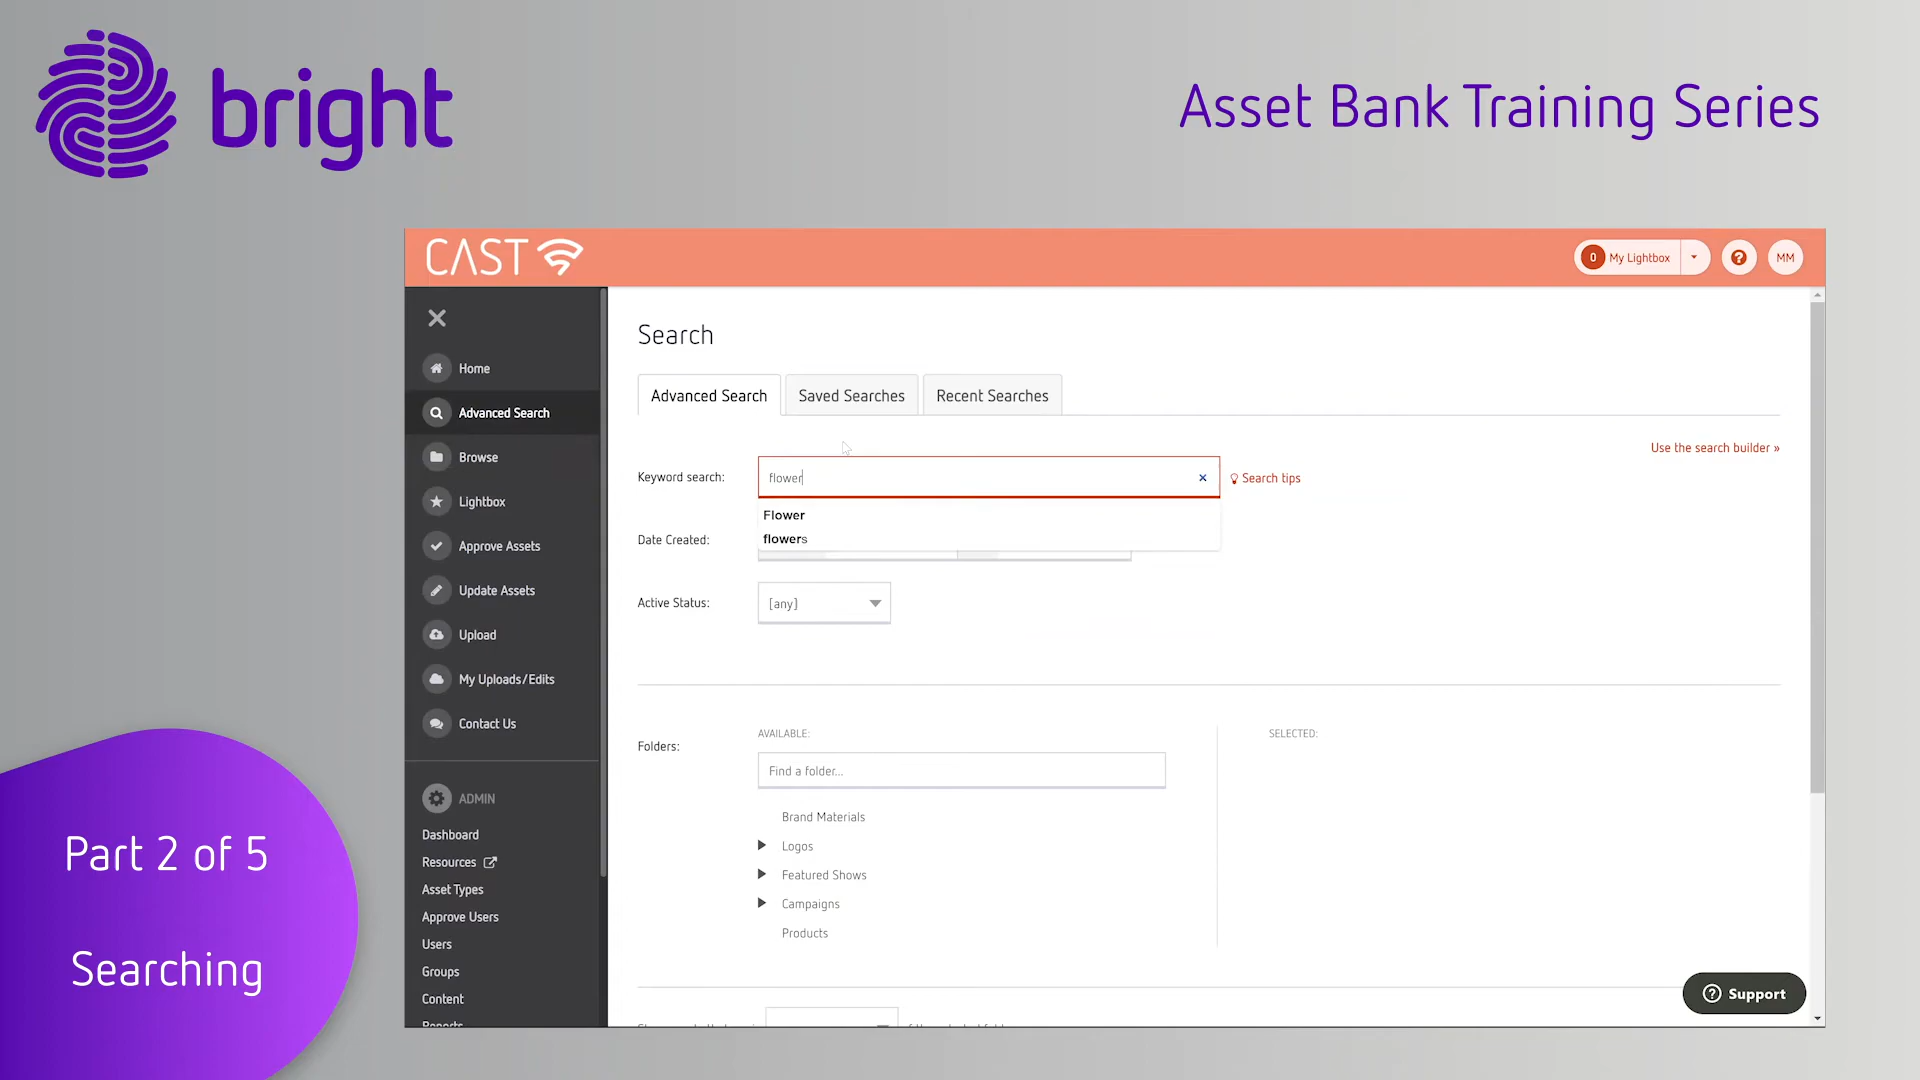 bright
Asset Bank Training Series
CAST
0 My Lightbox
MM
Home
Advanced Search
Browse
Lightbox
Approve Assets
Update Assets
Upload
My Uploads/Edits
Contact Us
ADMIN
Dashboard
Resources
Asset Types
Approve Users
Users
Groups
Content
Reports
Search
Advanced Search
Saved Searches
Recent Searches
Use the search builder »
Keyword search:
flower
Search tips
Flower
flowers
Date Created:
Active Status:
[any]
Folders:
AVAILABLE:
SELECTED:
Find a folder...
Brand Materials
Logos
Featured Shows
Campaigns
Products
Support
Part 2 of 5
Searching